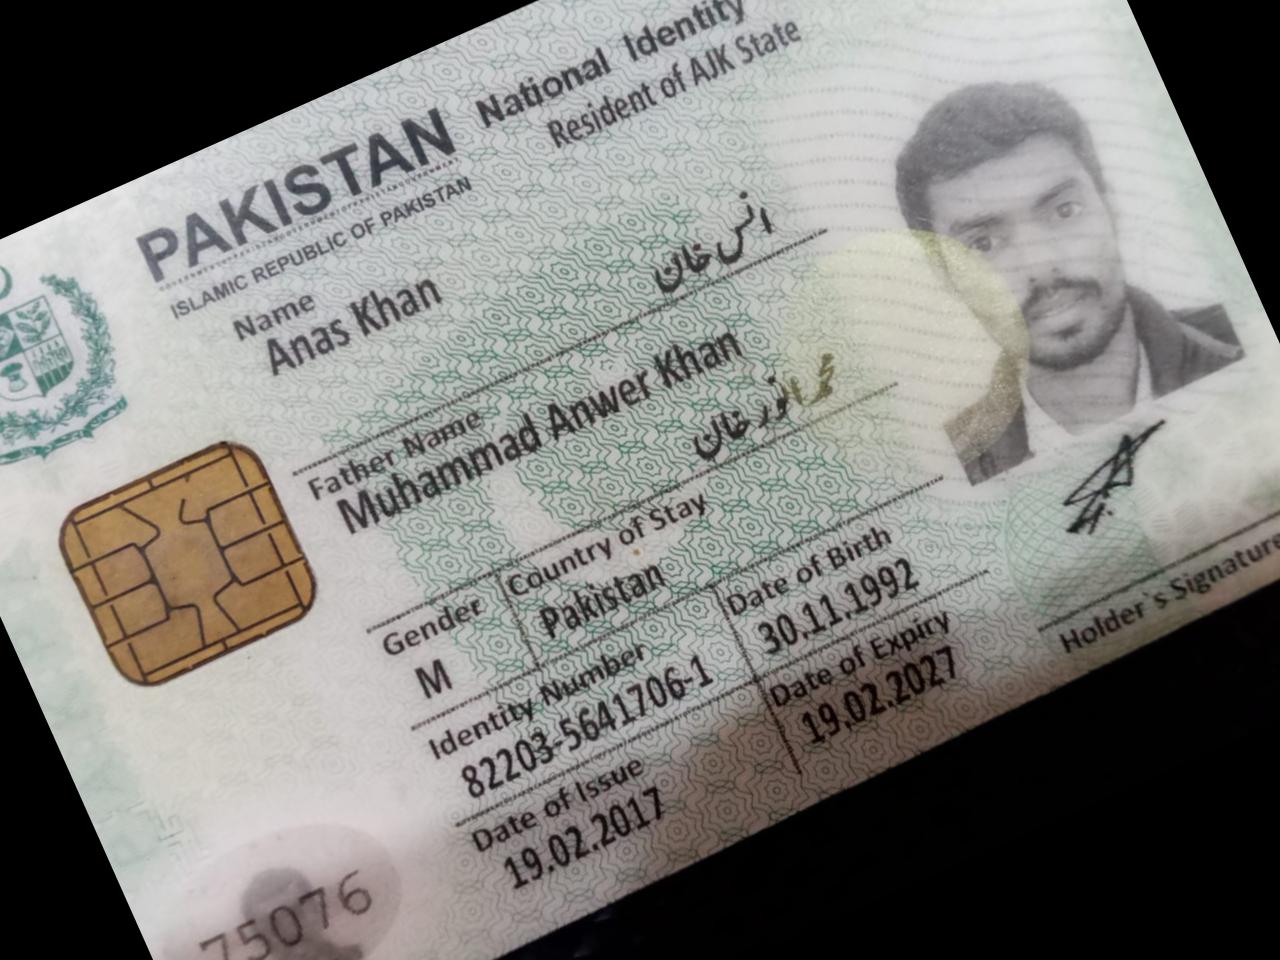 PAKISTAN National Identity
ISLAMIC REPUBLIC OF PAKISTAN Resident of AJK State
Name
Anas Khan
انس خان
Father Name
Muhammad Anwer Khan
محمد انور خان
Gender Country of Stay
M Pakistan
Identity Number Date of Birth
82203-5641706-1 30.11.1992
Date of Issue Date of Expiry
19.02.2017 19.02.2027
Holder`s Signature
75076